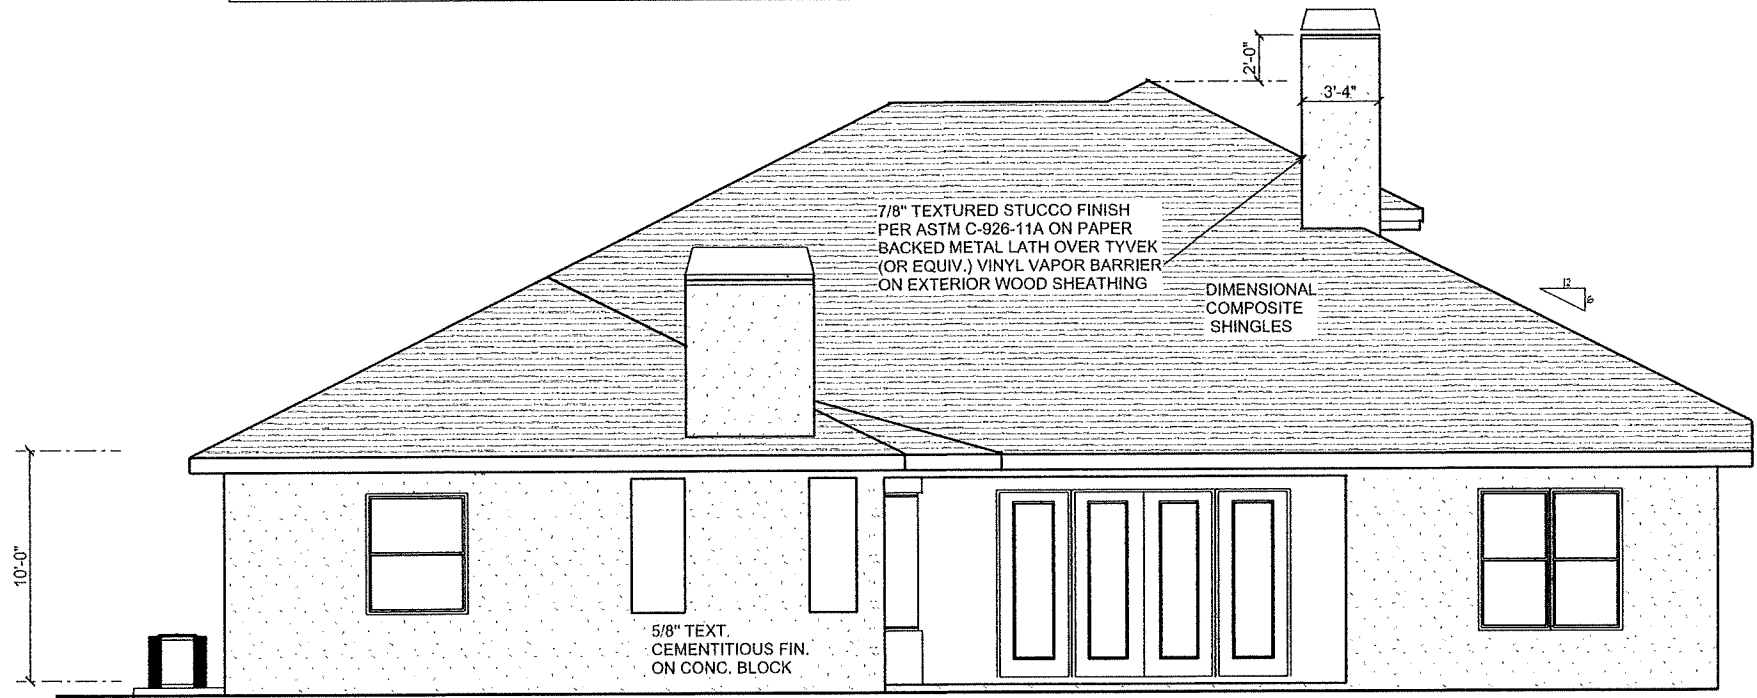 2'-0"
3'-4"
7/8" TEXTURED STUCCO FINISH
PER ASTM C-926-11A ON PAPER
BACKED METAL LATH OVER TYVEK
(OR EQUIV.) VINYL VAPOR BARRIER
ON EXTERIOR WOOD SHEATHING
DIMENSIONAL
COMPOSITE
SHINGLES
12
6
10'-0"
5/8" TEXT.
CEMENTITIOUS FIN.
ON CONC. BLOCK